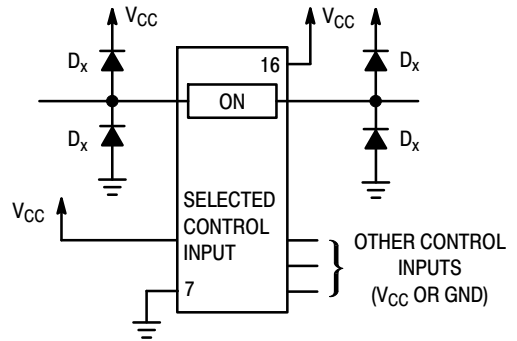 VCC
VCC
Dx
16
Dx
ON
Dx
Dx
VCC
SELECTED
CONTROL
INPUT
OTHER CONTROL
INPUTS
(VCC OR GND)
7